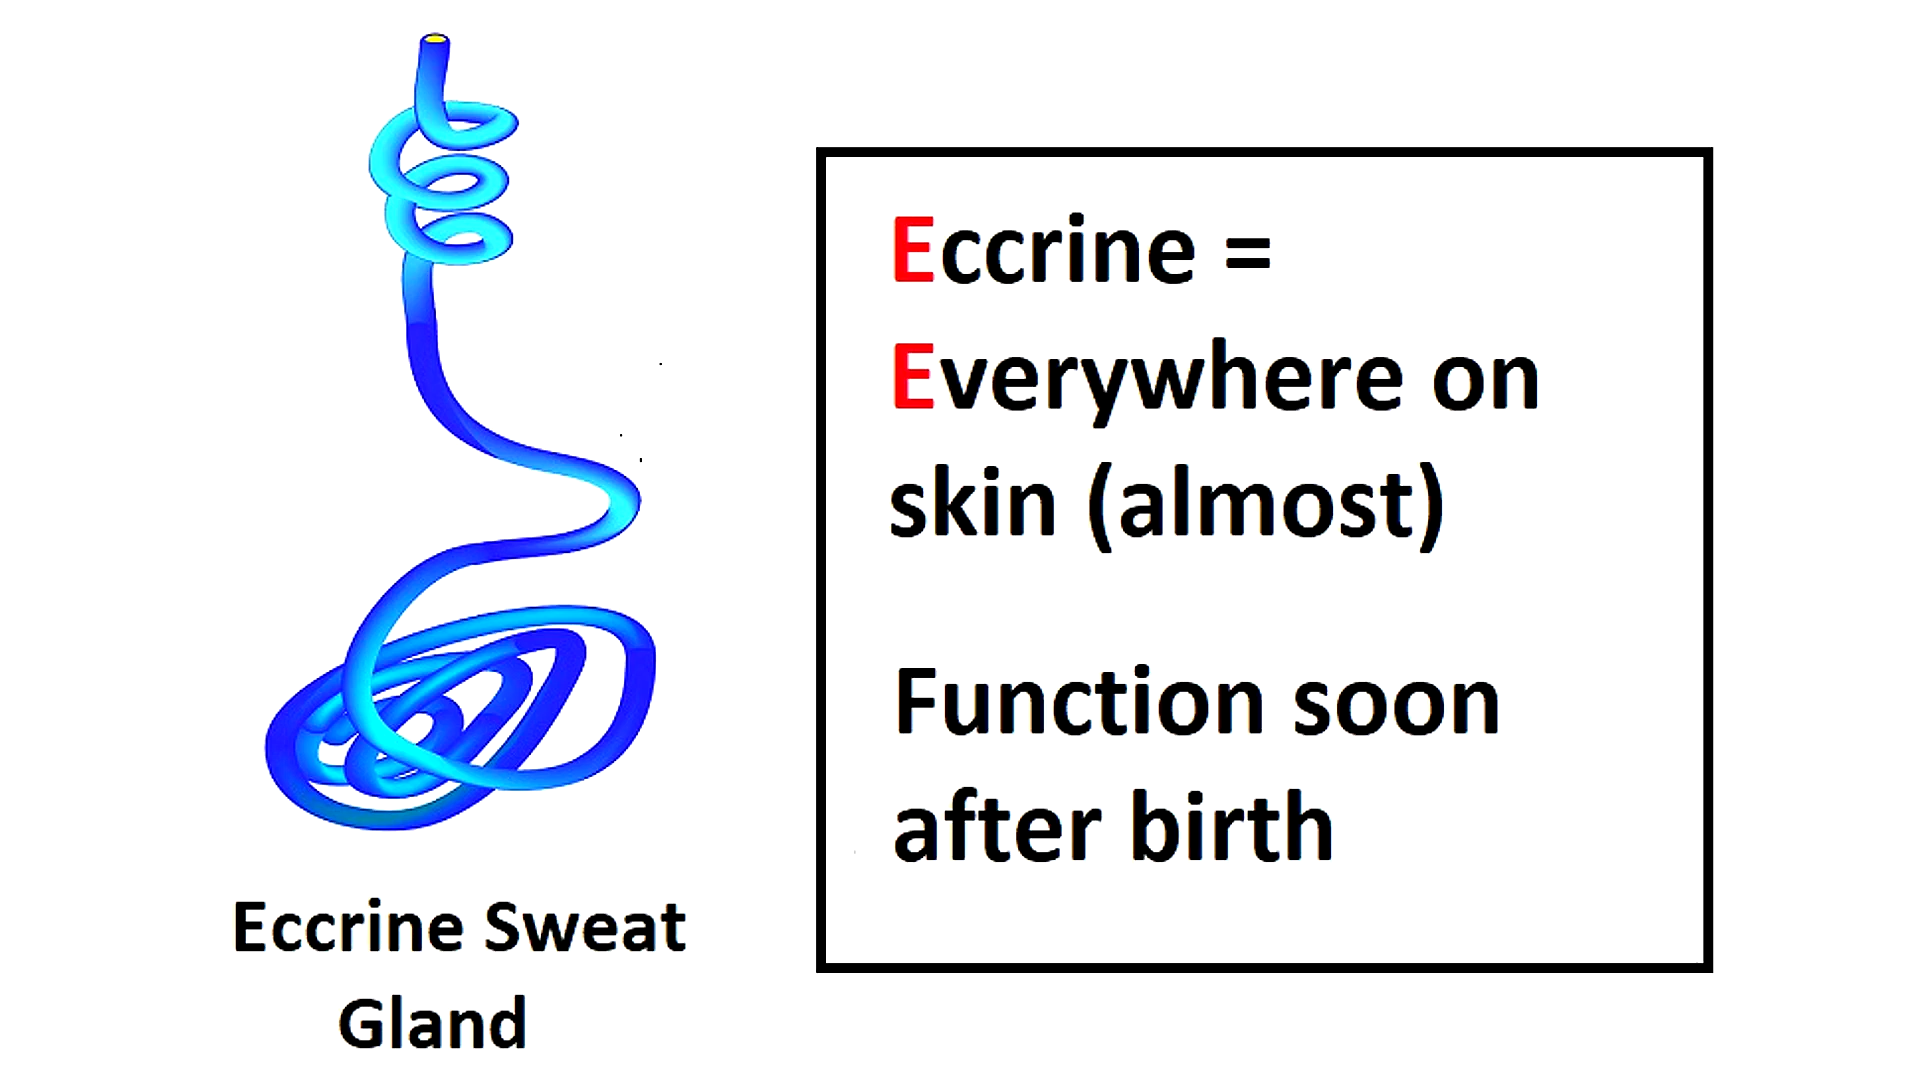 Eccrine =
Everywhere on
skin (almost)
Function soon
after birth
Eccrine Sweat
Gland